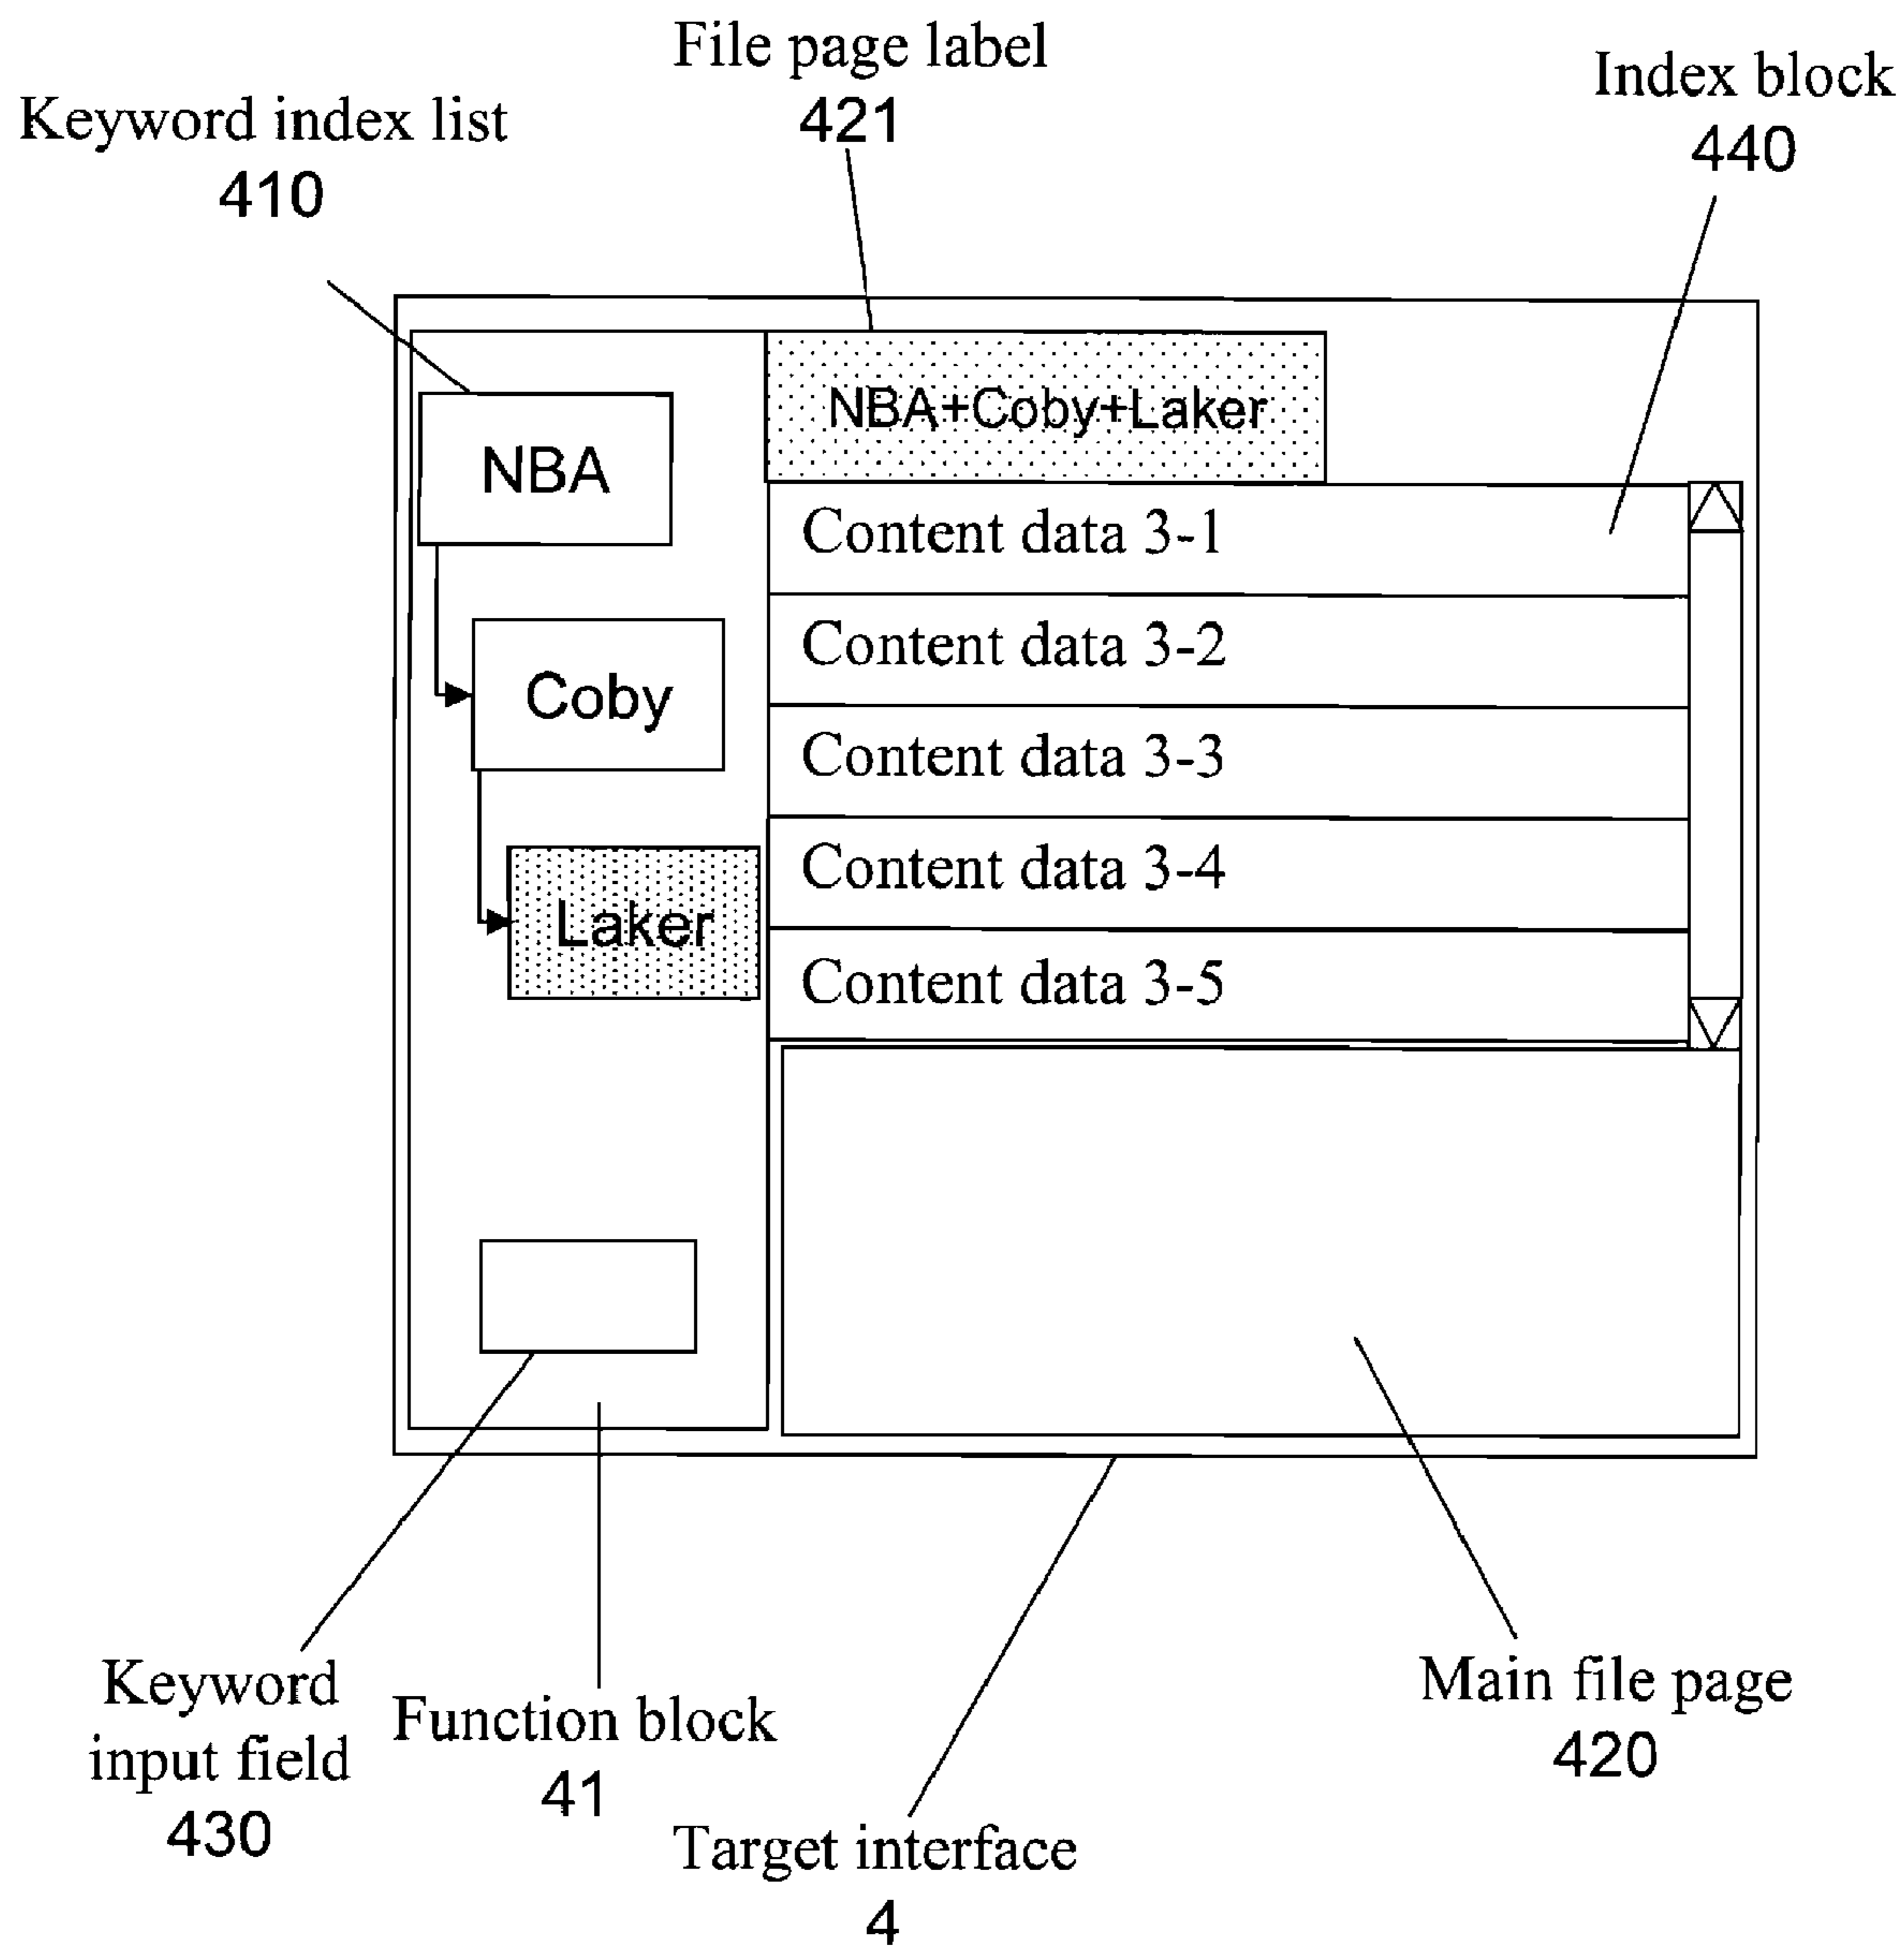 File page label
421
Index block
440
Keyword index list
410
NBA+Coby+Laker
NBA
Coby
Laker
Content data 3-1
Content data 3-2
Content data 3-3
Content data 3-4
Content data 3-5
Keyword
input field
430
Function block
41
Target interface
4
Main file page
420